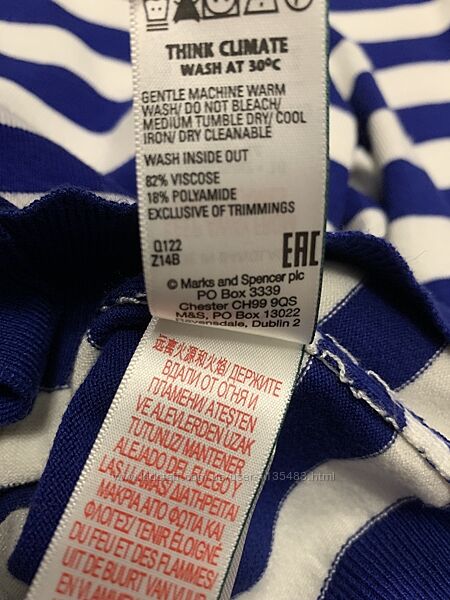 THINK CLIMATE
WASH AT 30ºC
GENTLE MACHINE WARM
WASH/ DO NOT BLEACH/
MEDIUM TUMBLE DRY/ COOL
IRON/ DRY CLEANABLE
WASH INSIDE OUT
82% VISCOSE
18% POLYAMIDE
EXCLUSIVE OF TRIMMINGS
Q122
Z14B
EAC
© Marks and Spencer plc
PO Box 3339
Chester CH99 9QS
M&S, PO Box 13022
Ravensdale, Dublin 2
远离火源和火焰 ДЕРЖИТЕ
ВДАЛИ ОТ ОГНЯ И
ПЛАМЕНИ ATESTEN
VE ALEVLERDEN UZAK
TUTUNUZ MANTENER
ALEJADO DEL FUEGO Y
LAS LLAMAS ΔΙΑΤΗΡΕΙΤΑΙ
ΜΑΚΡΙΑ ΑΠΟ ΦΩΤΙΑ ΚΑΙ
ΦΛΟΓΕΣ/ TENIR ÉLOIGNÉ
DU FEU ET DES FLAMMES/
UIT DE BUURT VAN VUUR